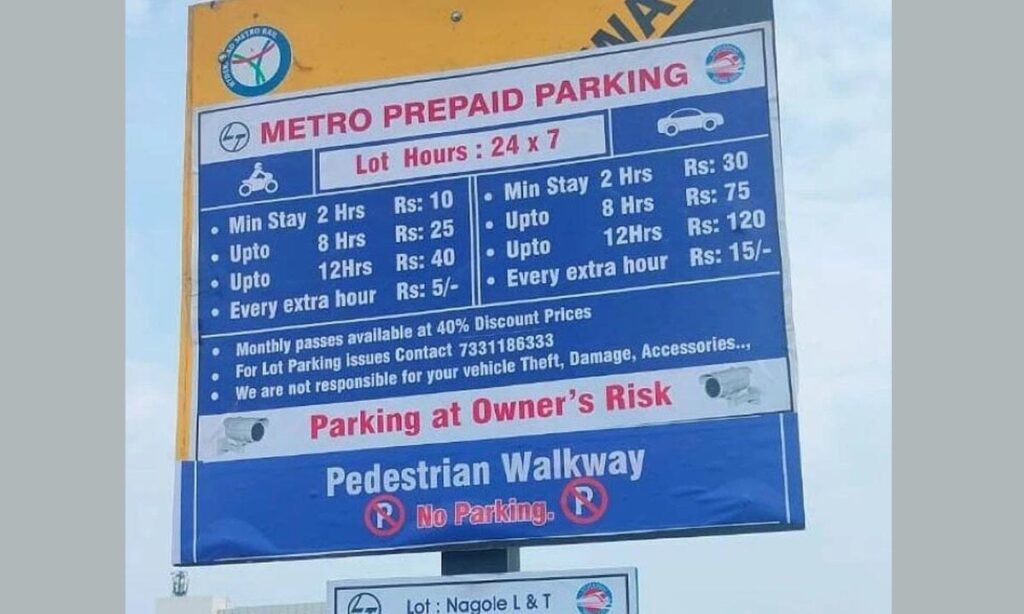 HYDERABAD METRO RAIL
WA
METRO PREPAID PARKING
Lot Hours : 24 x 7
• Min Stay 2 Hrs Rs: 10
• Upto 8 Hrs Rs: 25
• Upto 12Hrs Rs: 40
• Every extra hour Rs: 5/-
• Min Stay 2 Hrs Rs: 30
• Upto 8 Hrs Rs: 75
• Upto 12Hrs Rs: 120
• Every extra hour Rs: 15/-
• Monthly passes available at 40% Discount Prices
• For Lot Parking issues Contact 7331186333
• We are not responsible for your vehicle Theft, Damage, Accessories..,
Parking at Owner's Risk
Pedestrian Walkway
P No Parking. P
Lot : Nagole L & T